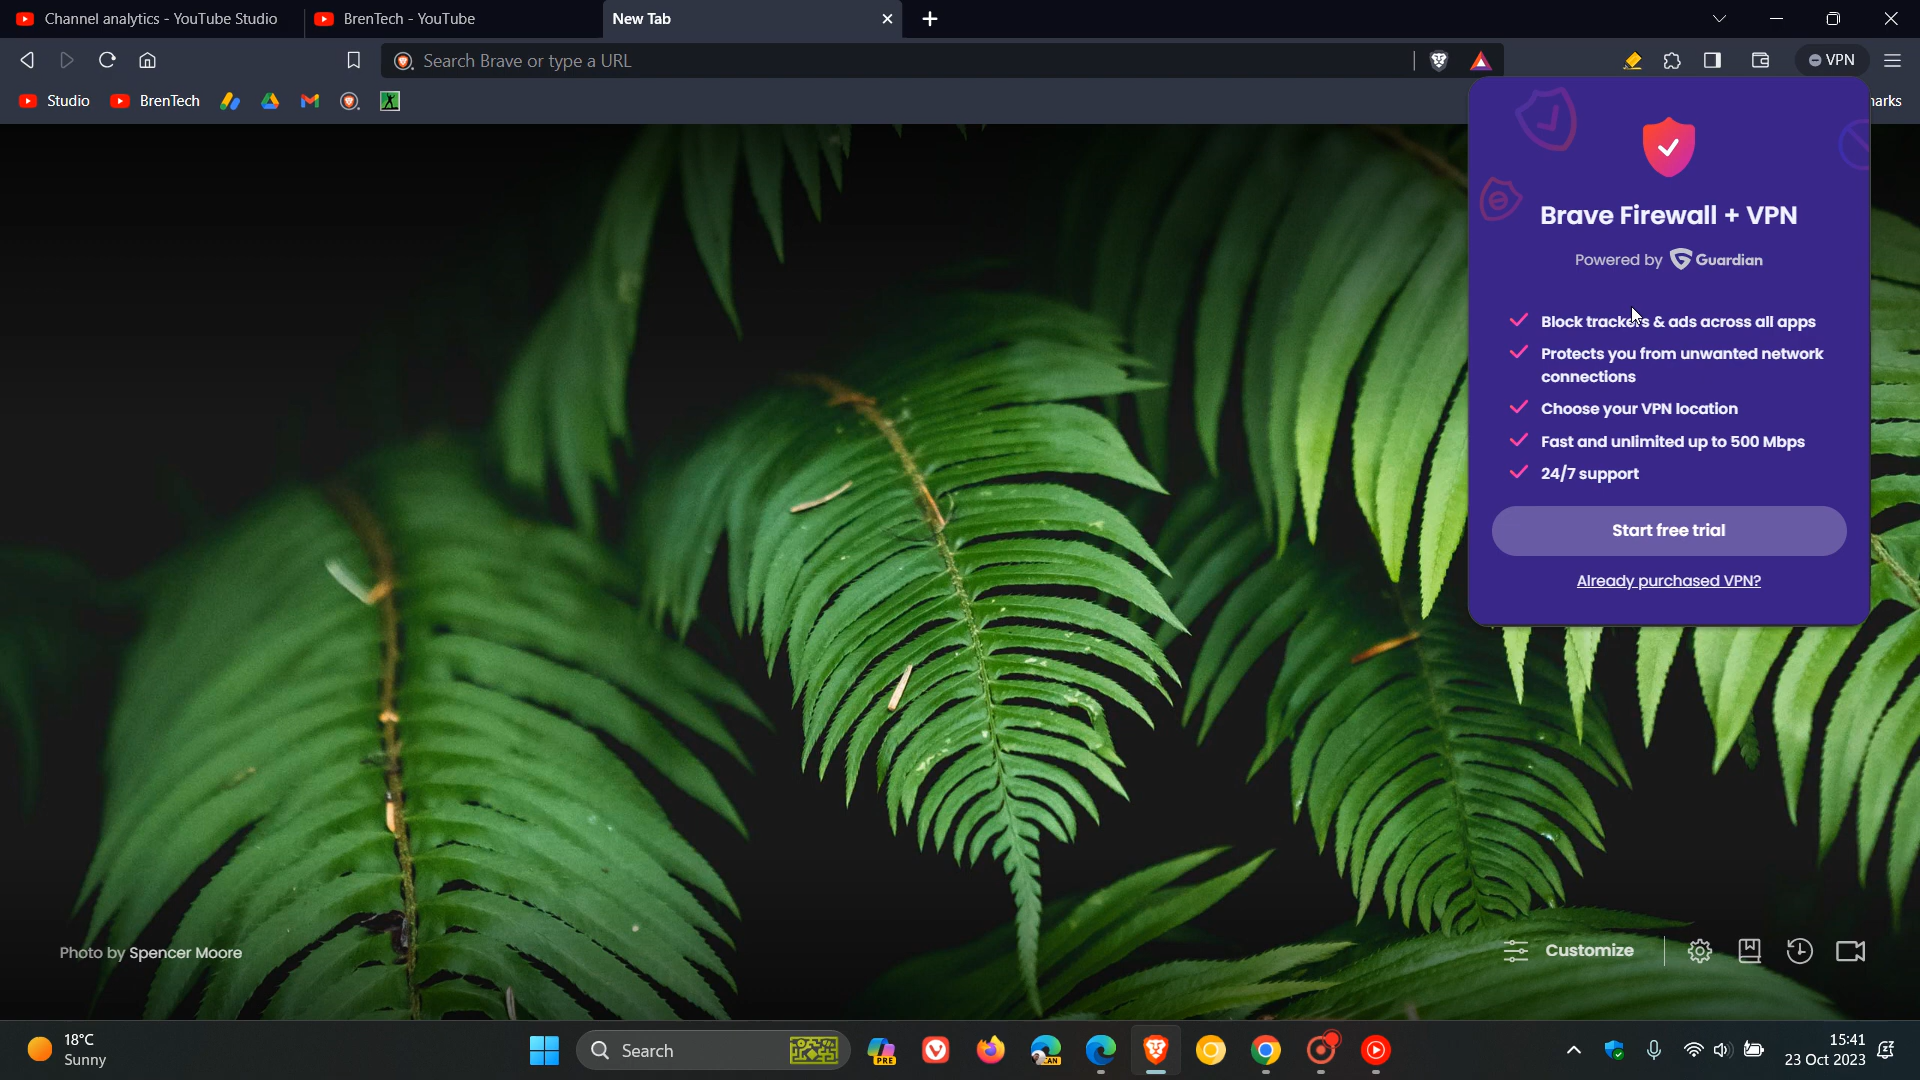 Channel analytics - YouTube Studio
BrenTech - YouTube
New Tab
Search Brave or type a URL
VPN
Studio
BrenTech
arks
Brave Firewall + VPN
Powered by Guardian
Block trackers & ads across all apps
Protects you from unwanted network
connections
Choose your VPN location
Fast and unlimited up to 500 Mbps
24/7 support
Start free trial
Already purchased VPN?
Photo by Spencer Moore
Customize
18°C
Sunny
Search
PRE
CAN
15:41
23 Oct 2023